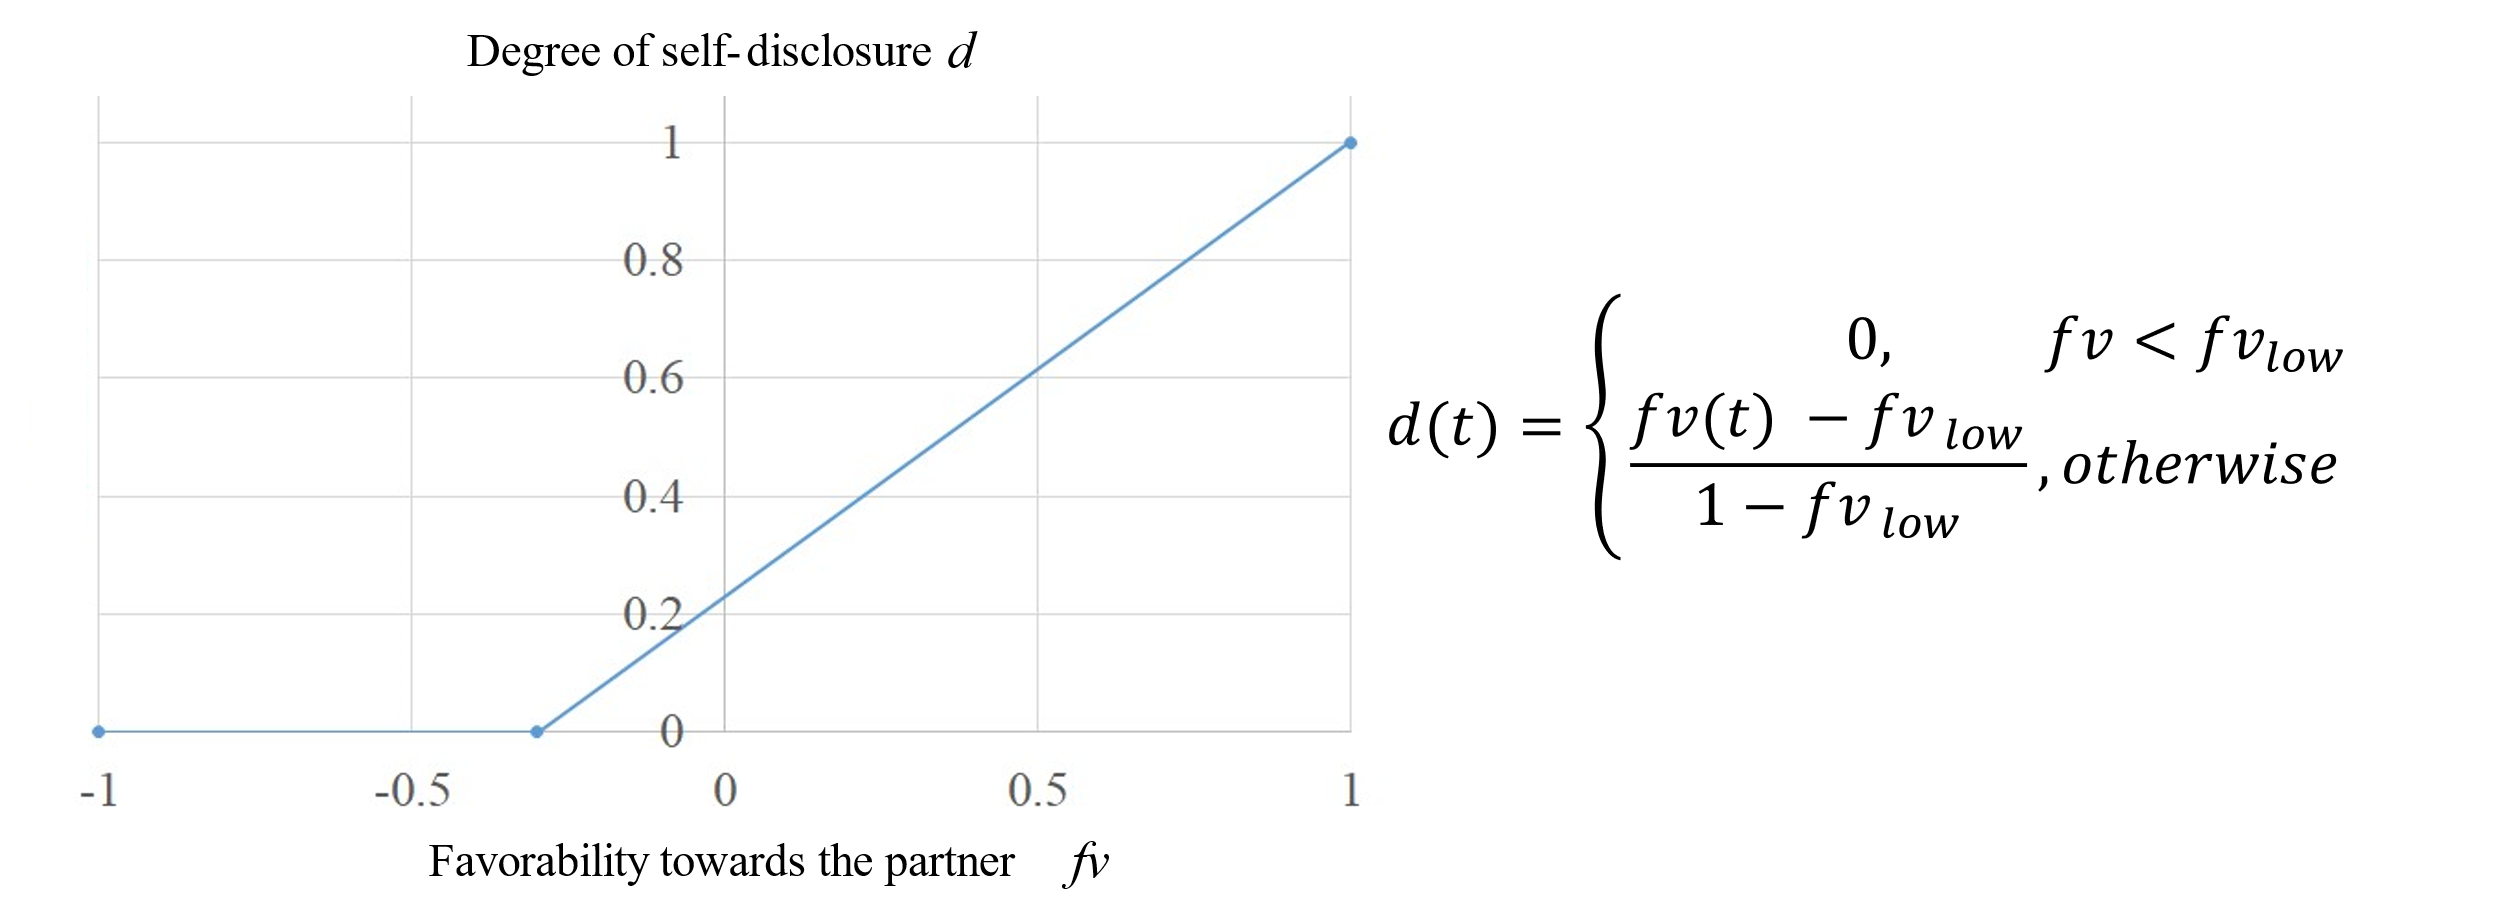 Degree of self-disclosure d
1
0.8
0.6
0.4
0.2
0
-1 -0.5 0 0.5 1
Favorability towards the partner fv
d(t) = { 0, fv < fv_low
fv(t) − fv_low
1 − fv_low , otherwise